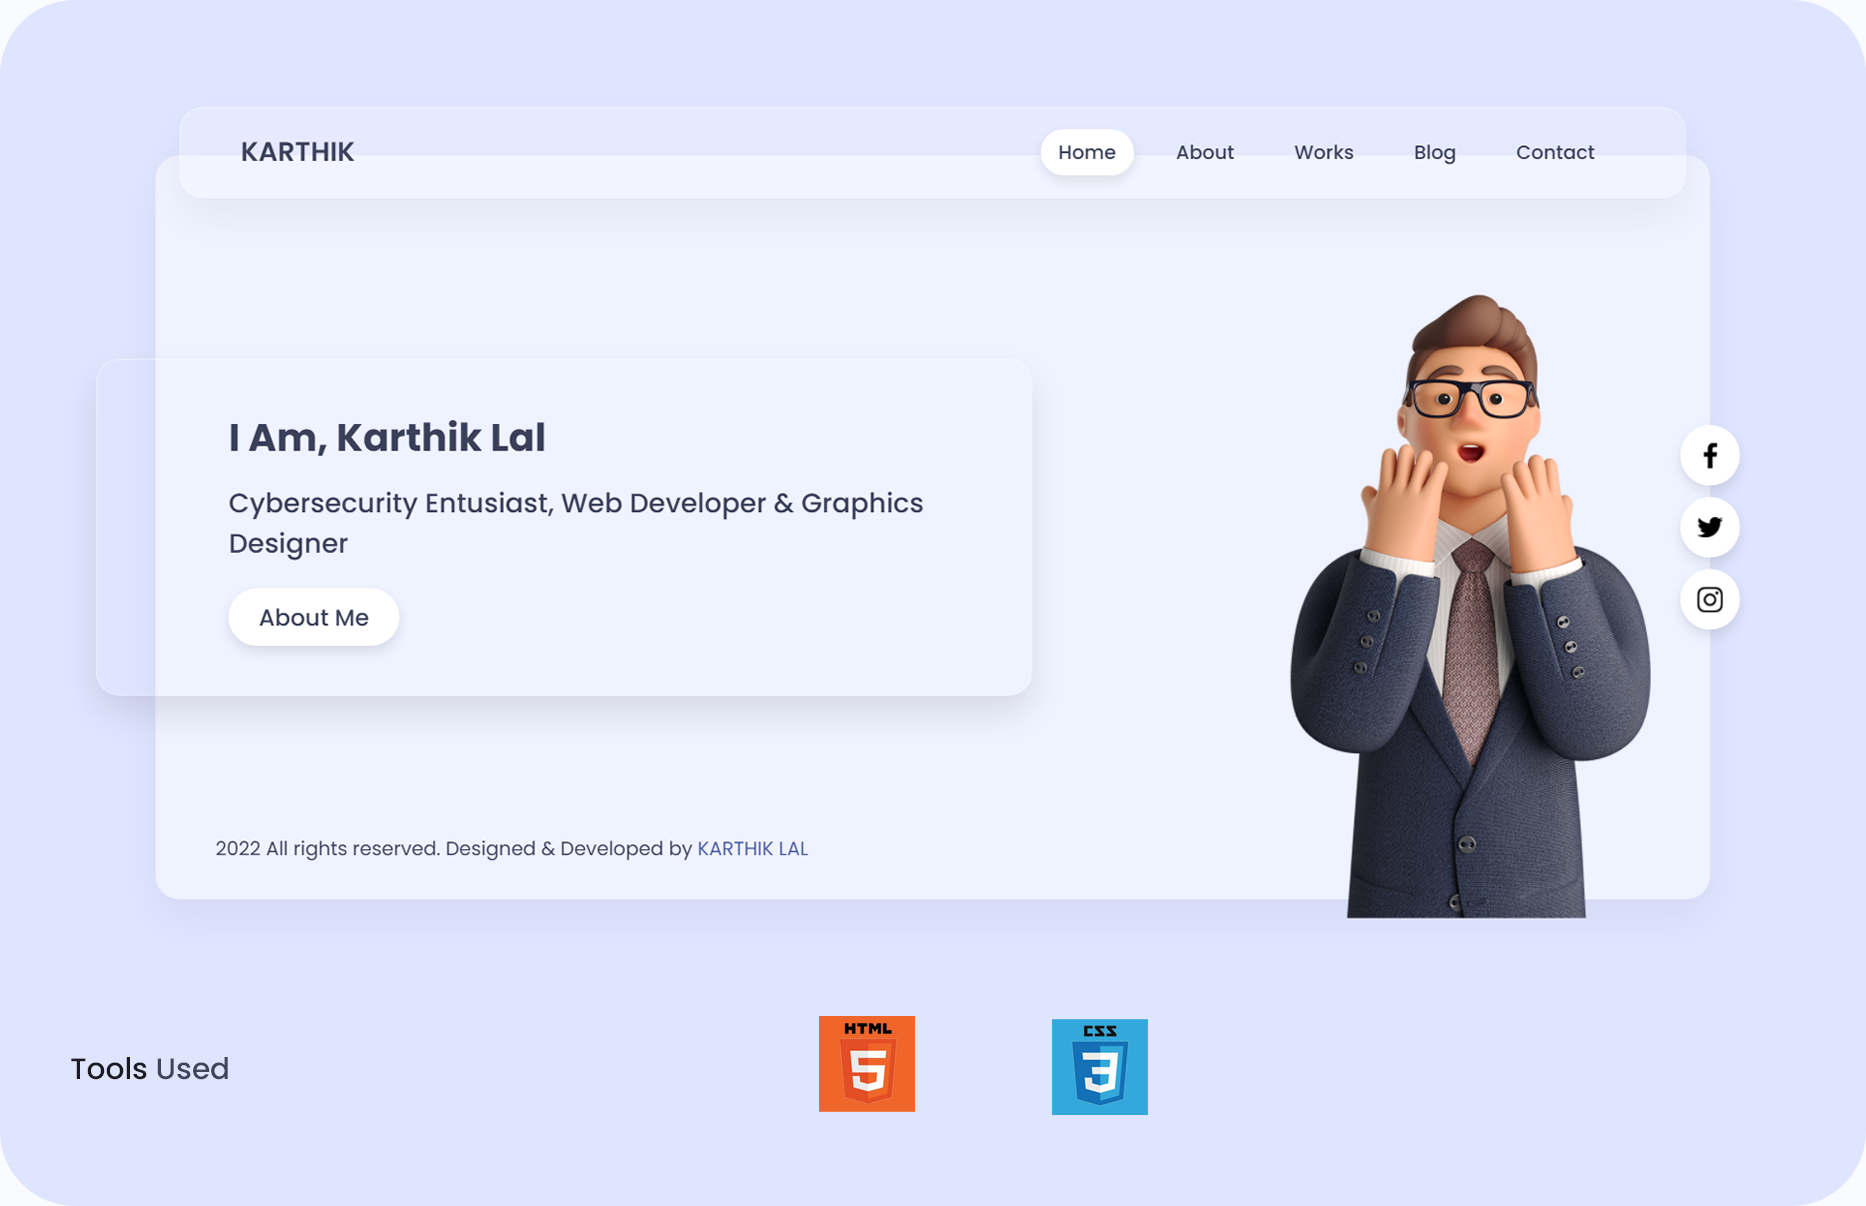 KARTHIK
Home About Works Blog Contact
I Am, Karthik Lal
Cybersecurity Entusiast, Web Developer & Graphics
Designer
About Me
2022 All rights reserved. Designed & Developed by KARTHIK LAL
Tools Used
HTML
5
CSS
3